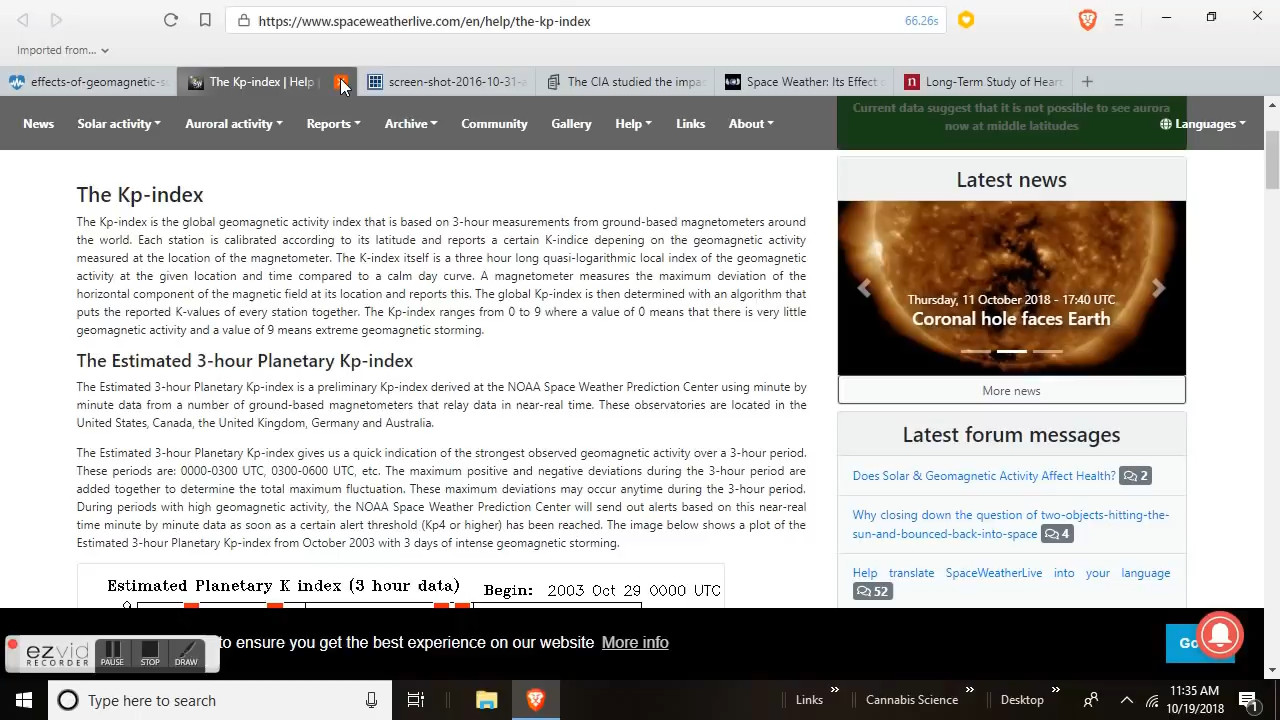 https://www.spaceweatherlive.com/en/help/the-kp-index
66.26s
Imported from...
effects-of-geomagnetic-s
The Kp-index | Help |
screen-shot-2016-10-31-a
The CIA studied the impa
Space Weather: Its Effect o
Long-Term Study of Hear
News
Solar activity
Auroral activity
Reports
Archive
Community
Gallery
Help
Links
About
Languages
Current data suggest that it is not possible to see aurora
now at middle latitudes
The Kp-index
The Kp-index is the global geomagnetic activity index that is based on 3-hour measurements from ground-based magnetometers around
the world. Each station is calibrated according to its latitude and reports a certain K-indice depening on the geomagnetic activity
measured at the location of the magnetometer. The K-index itself is a three hour long quasi-logarithmic local index of the geomagnetic
activity at the given location and time compared to a calm day curve. A magnetometer measures the maximum deviation of the
horizontal component of the magnetic field at its location and reports this. The global Kp-index is then determined with an algorithm that
puts the reported K-values of every station together. The Kp-index ranges from 0 to 9 where a value of 0 means that there is very little
geomagnetic activity and a value of 9 means extreme geomagnetic storming.
The Estimated 3-hour Planetary Kp-index
The Estimated 3-hour Planetary Kp-index is a preliminary Kp-index derived at the NOAA Space Weather Prediction Center using minute by
minute data from a number of ground-based magnetometers that relay data in near-real time. These observatories are located in the
United States, Canada, the United Kingdom, Germany and Australia.
The Estimated 3-hour Planetary Kp-index gives us a quick indication of the strongest observed geomagnetic activity over a 3-hour period.
These periods are: 0000-0300 UTC, 0300-0600 UTC, etc. The maximum positive and negative deviations during the 3-hour period are
added together to determine the total maximum fluctuation. These maximum deviations may occur anytime during the 3-hour period.
During periods with high geomagnetic activity, the NOAA Space Weather Prediction Center will send out alerts based on this near-real
time minute by minute data as soon as a certain alert threshold (Kp4 or higher) has been reached. The image below shows a plot of the
Estimated 3-hour Planetary Kp-index from October 2003 with 3 days of intense geomagnetic storming.
Estimated Planetary K index (3 hour data)
Begin: 2003 Oct 29 0000 UTC
Latest news
Thursday, 11 October 2018 - 17:40 UTC
Coronal hole faces Earth
More news
Latest forum messages
Does Solar & Geomagnetic Activity Affect Health? 2
Why closing down the question of two-objects-hitting-the-
sun-and-bounced-back-into-space 4
Help translate SpaceWeatherLive into your language
52
to ensure you get the best experience on our website More info
Go
ezvid
RECORDER
PAUSE
STOP
DRAW
Type here to search
Links
Cannabis Science
Desktop
11:35 AM
10/19/2018
1